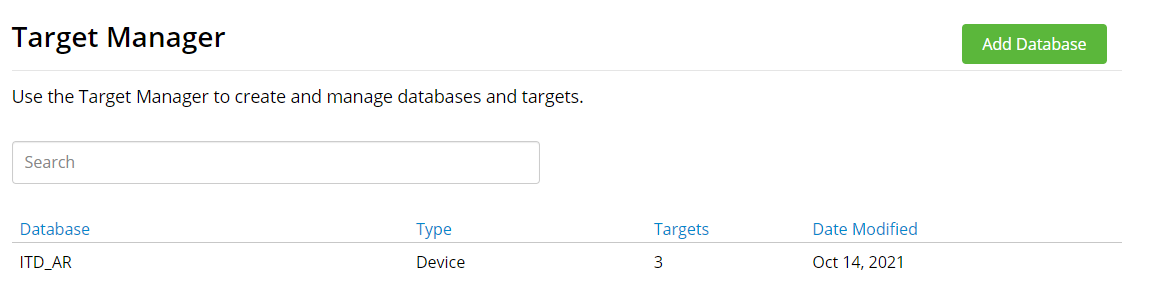 Target Manager
Add Database
Use the Target Manager to create and manage databases and targets.
Search
Database Type Targets Date Modified
ITD_AR Device 3 Oct 14, 2021